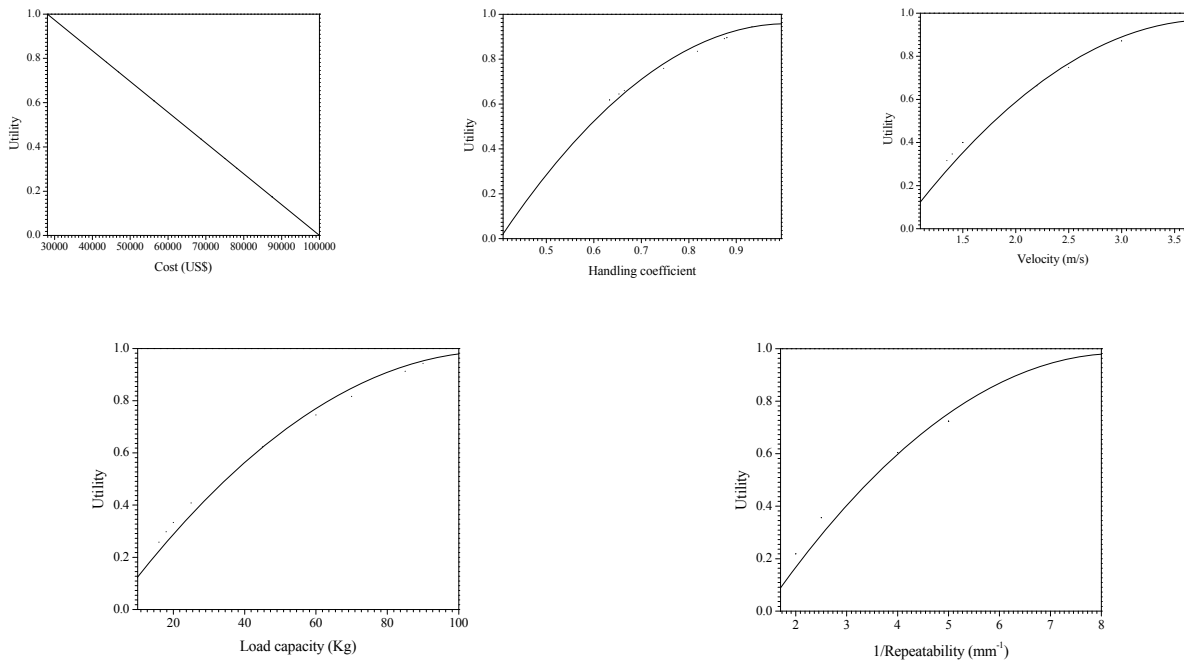 1.0
0.8
0.6
0.4
0.2
0.0
Utility
30000 40000 50000 60000 70000 80000 90000 100000
Cost (US$)
1.0
0.8
0.6
0.4
0.2
0.0
Utility
0.5 0.6 0.7 0.8 0.9
Handling coefficient
1.0
0.8
0.6
0.4
0.2
0.0
Utility
1.5 2.0 2.5 3.0 3.5
Velocity (m/s)
1.0
0.8
0.6
0.4
0.2
0.0
Utility
20 40 60 80 100
Load capacity (Kg)
1.0
0.8
0.6
0.4
0.2
0.0
Utility
2 3 4 5 6 7 8
1/Repeatability (mm⁻¹)